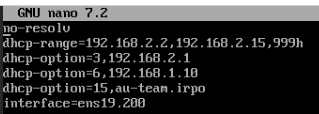 GNU nano 7.2
no-resolv
dhcp-range=192.168.2.2,192.168.2.15,999h
dhcp-option=3,192.168.2.1
dhcp-option=6,192.168.1.10
dhcp-option=15,au-team.irpo
interface=ens19.200